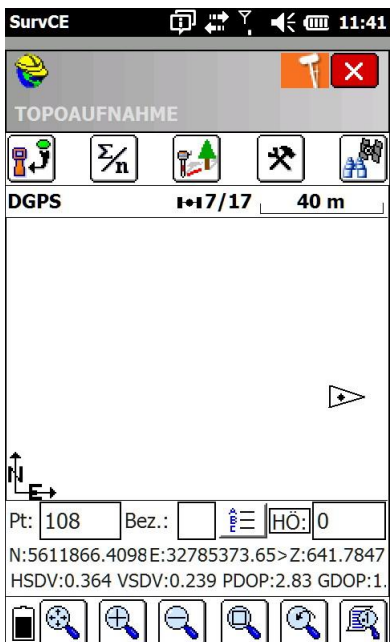 SurvCE 11:41
TOPOAUFNAHME
Σ/n
DGPS 7/17 40 m
N
E
Pt: 108 Bez.: ABC HÖ: 0
N:5611866.4098 E:32785373.65> Z:641.7847
HSDV:0.364 VSDV:0.239 PDOP:2.83 GDOP:1.